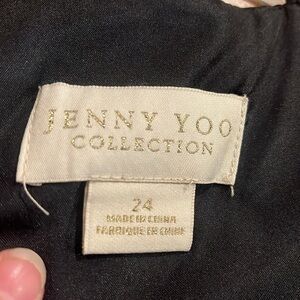 JENNY YOO
COLLECTION
24
MADE IN CHINA
FABRIQUE EN CHINE